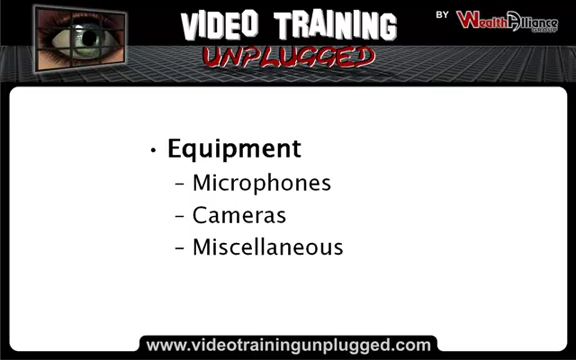 VIDEO TRAINING
UNPLUGGED
BY WealthAlliance
GROUP
• Equipment
– Microphones
– Cameras
– Miscellaneous
www.videotrainingunplugged.com